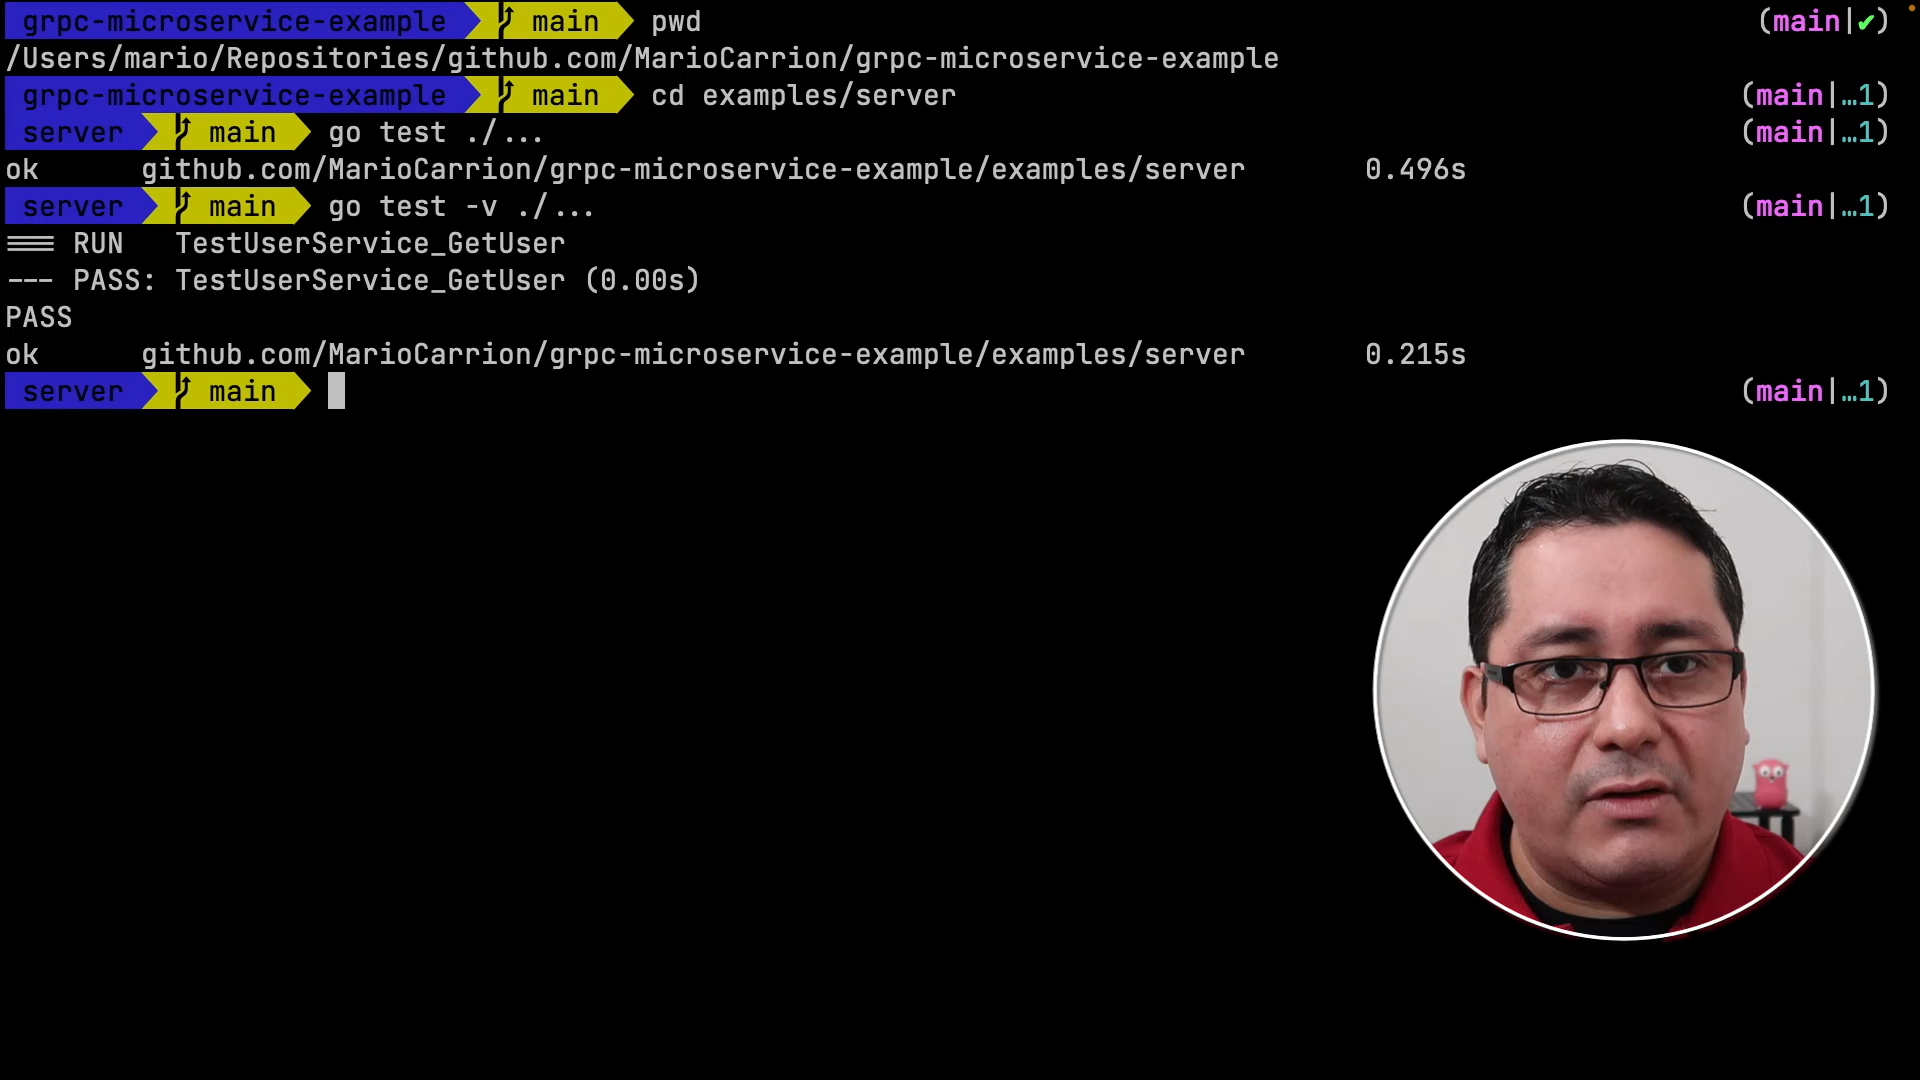 grpc-microservice-example main pwd (main|✔)
/Users/mario/Repositories/github.com/MarioCarrion/grpc-microservice-example
grpc-microservice-example main cd examples/server (main|…1)
server main go test ./... (main|…1)
ok github.com/MarioCarrion/grpc-microservice-example/examples/server 0.496s
server main go test -v ./... (main|…1)
=== RUN TestUserService_GetUser
--- PASS: TestUserService_GetUser (0.00s)
PASS
ok github.com/MarioCarrion/grpc-microservice-example/examples/server 0.215s
server main (main|…1)